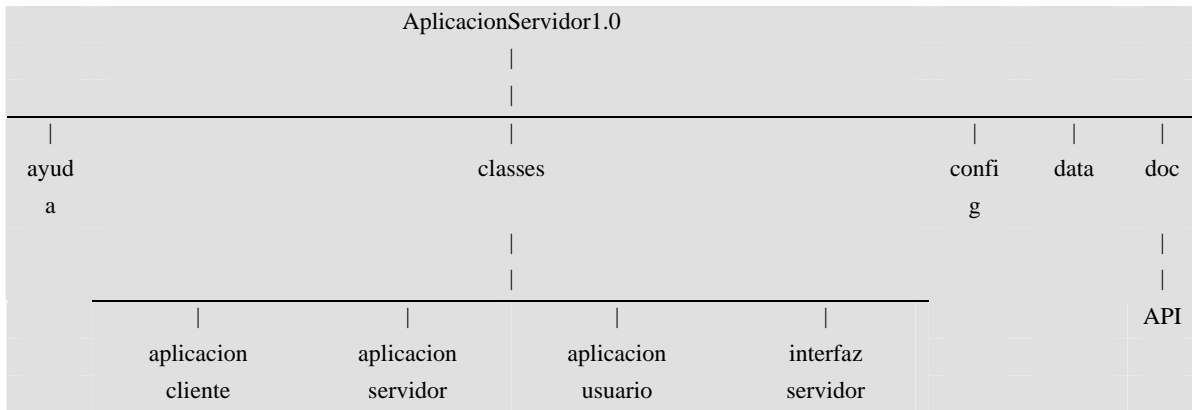 AplicacionServidor1.0
|
|
| | | | |
ayud classes confi data doc
a g
| |
| |
| | | | API
aplicacion aplicacion aplicacion interfaz
cliente servidor usuario servidor